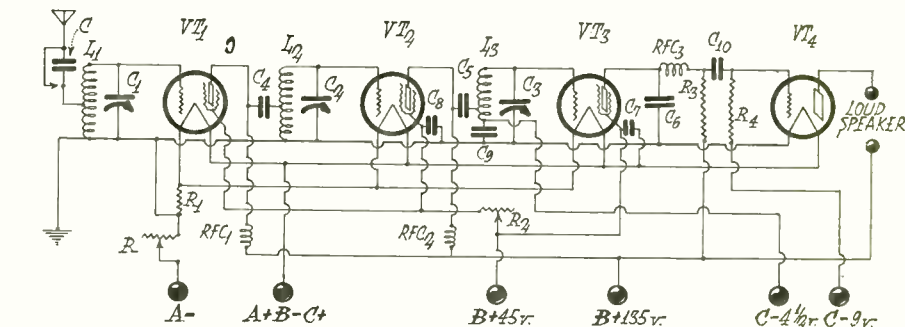 C
L1
VT1
C1
C4
L2
VT2
C2
C8
C5
L3
VT3
C3
C9
C7
RFC3
C6
R3
C10
R4
VT4
LOUD
SPEAKER
R1
R
RFC1
RFC2
R2
A-
A+B-C+
B+45v.
B+135v.
C-4½v.
C-9v.